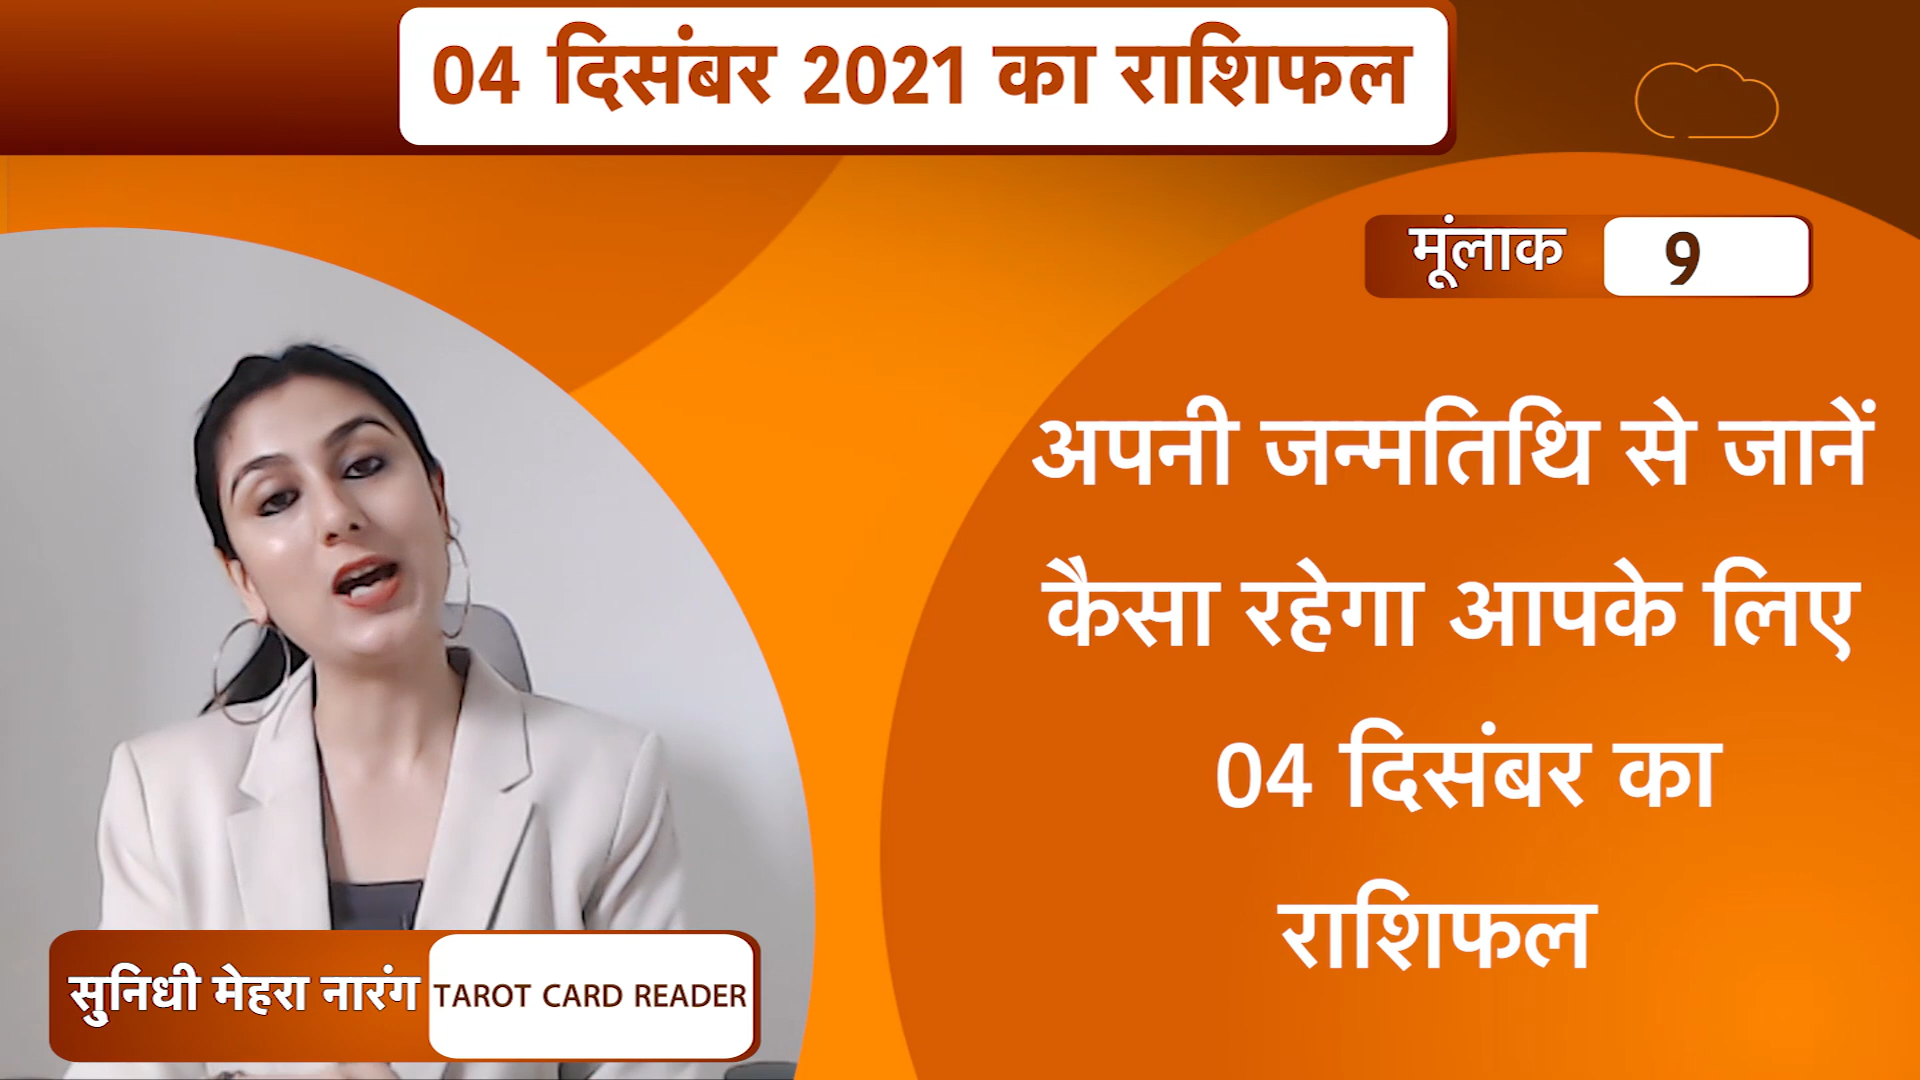 04 दिसंबर 2021 का राशिफल
मूंलाक 9
अपनी जन्मतिथि से जानें
कैसा रहेगा आपके लिए
04 दिसंबर का
राशिफल
सुनिधी मेहरा नारंग TAROT CARD READER